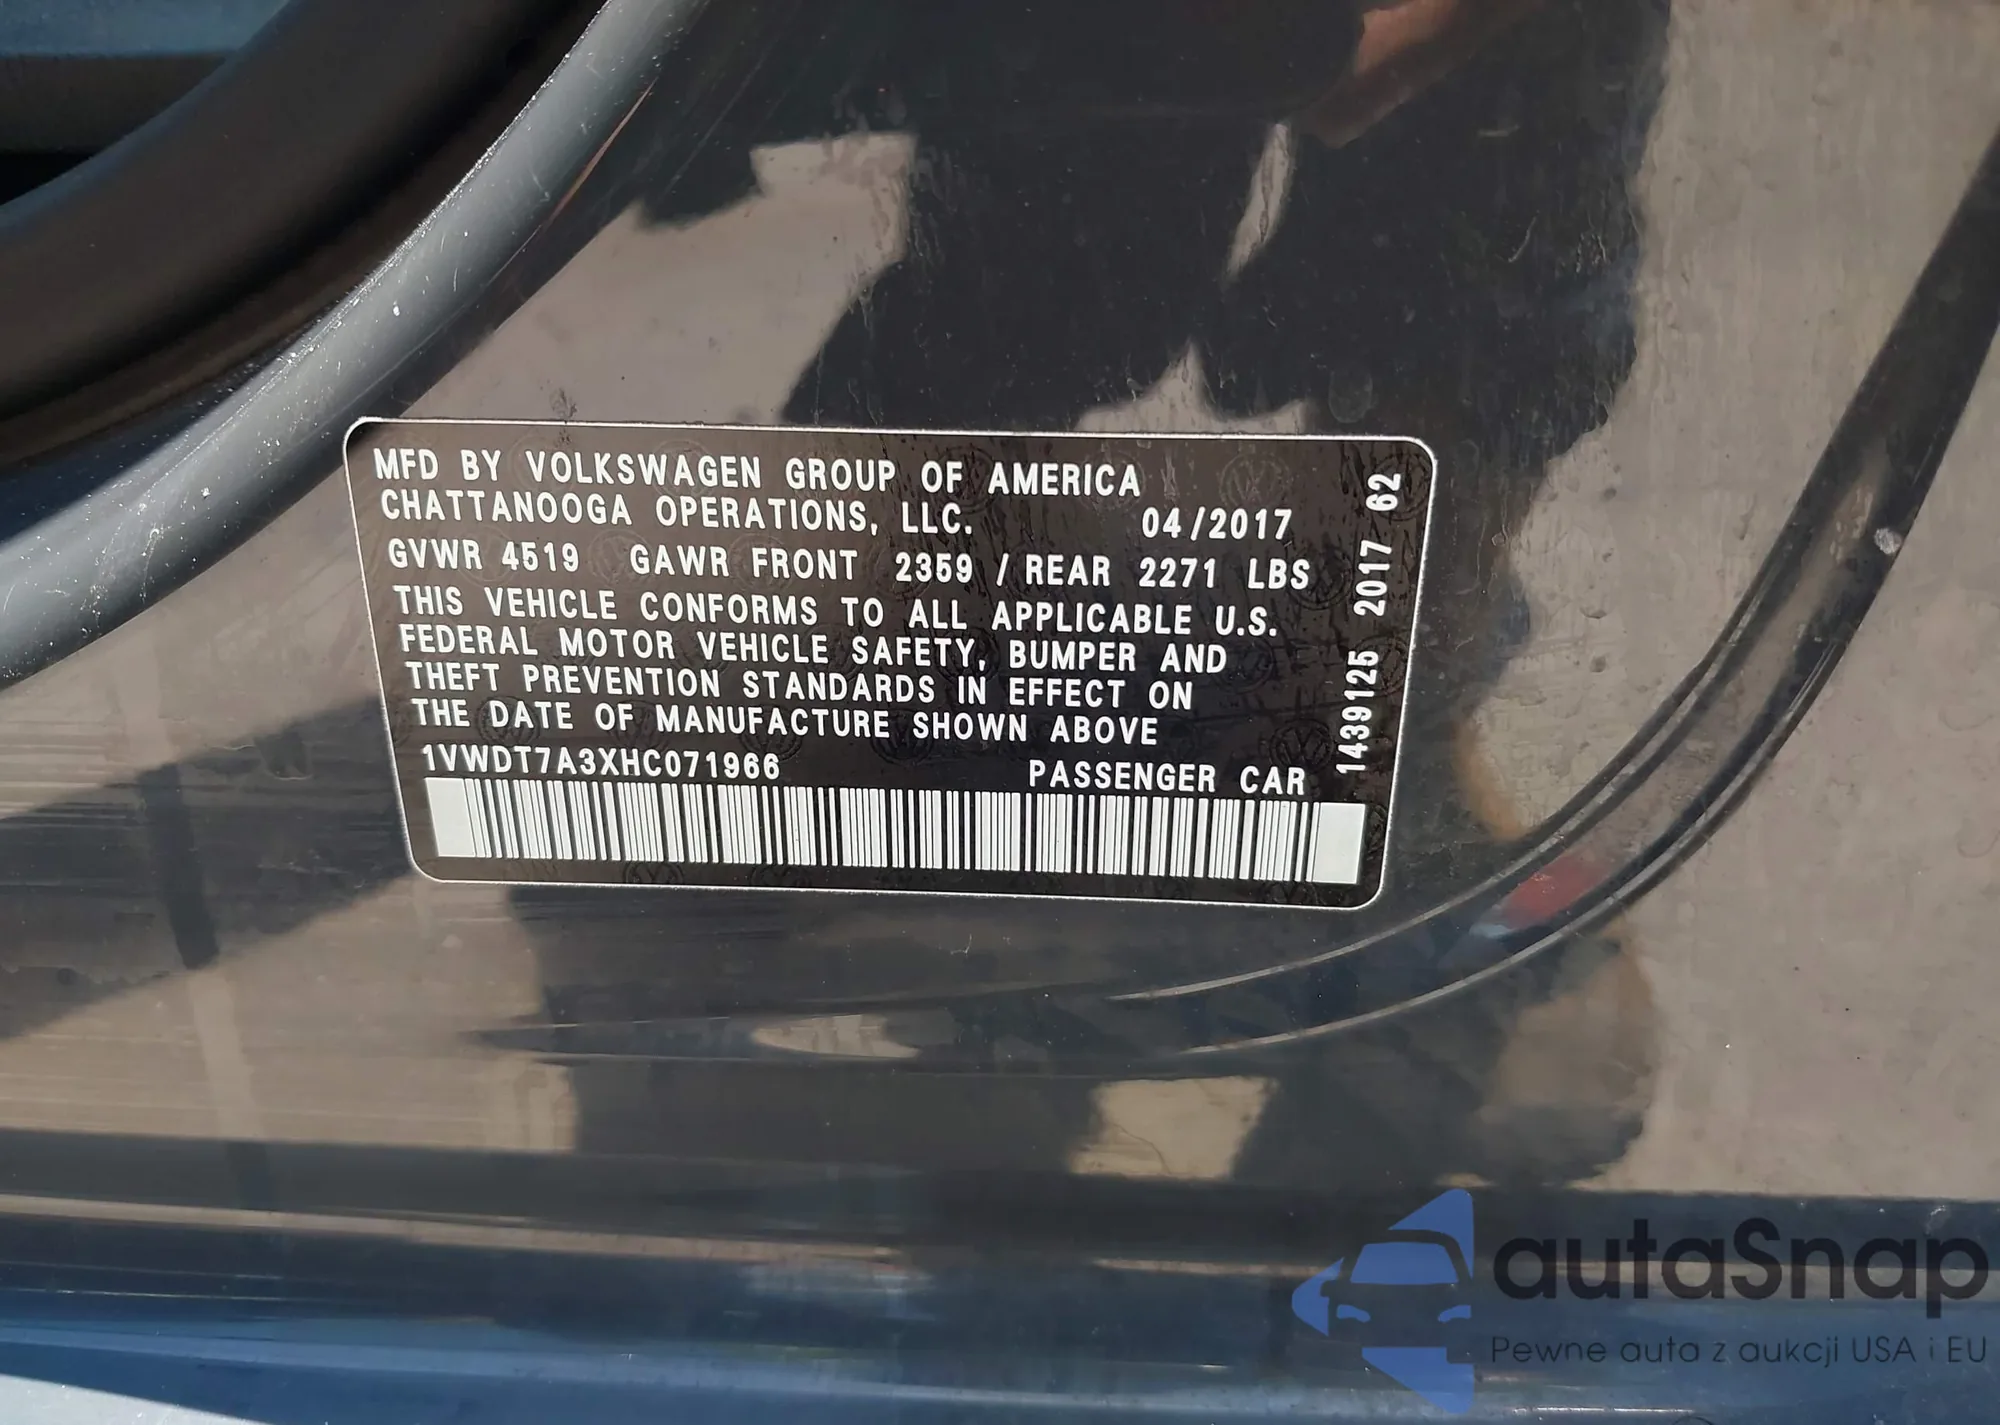 MFD BY VOLKSWAGEN GROUP OF AMERICA
CHATTANOOGA OPERATIONS, LLC. 04/2017
GVWR 4519 GAWR FRONT 2359 / REAR 2271 LBS
THIS VEHICLE CONFORMS TO ALL APPLICABLE U.S.
FEDERAL MOTOR VEHICLE SAFETY, BUMPER AND
THEFT PREVENTION STANDARDS IN EFFECT ON
THE DATE OF MANUFACTURE SHOWN ABOVE
1VWDT7A3XHC071966 PASSENGER CAR
1439125 2017 62
autaSnap
Pewne auta z aukcji USA i EU